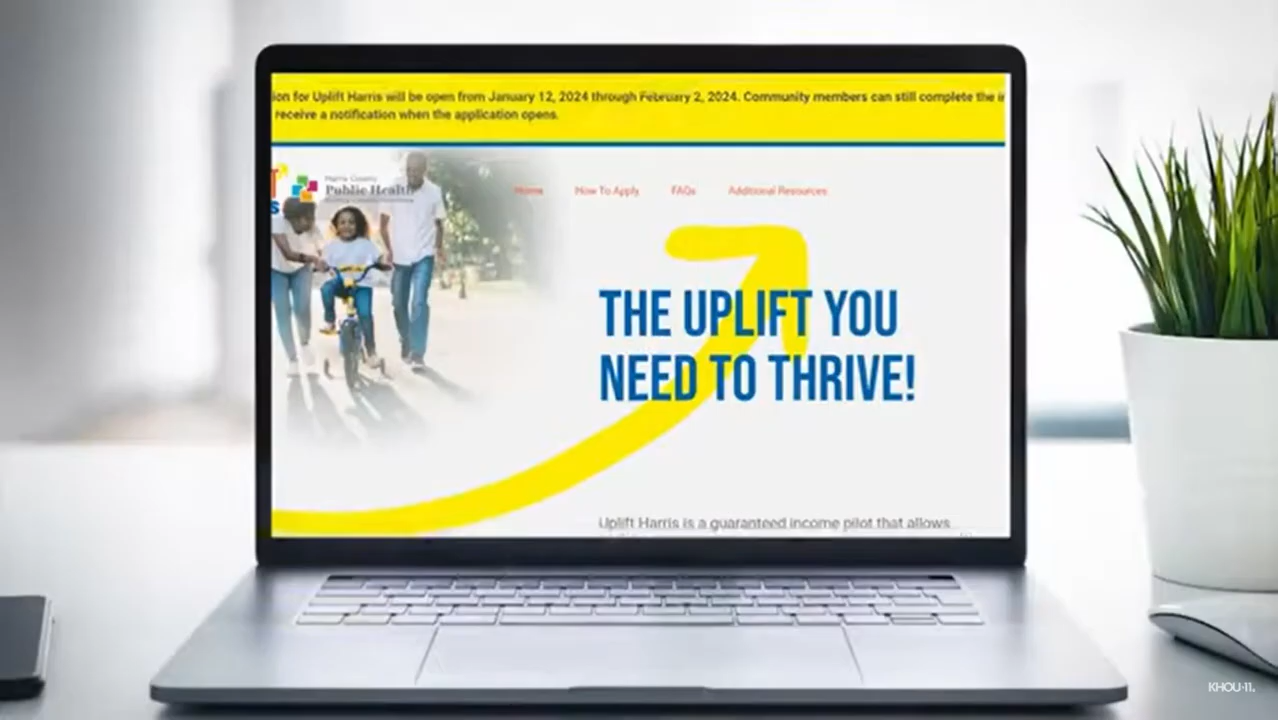 ion for Uplift Harris will be open from January 12, 2024 through February 2, 2024. Community members can still complete the
receive a notification when the application opens.
Harris County
Public Health
Home How To Apply FAQs Additional Resources
THE UPLIFT YOU
NEED TO THRIVE!
Uplift Harris is a guaranteed income pilot that allows
KHOU·11.